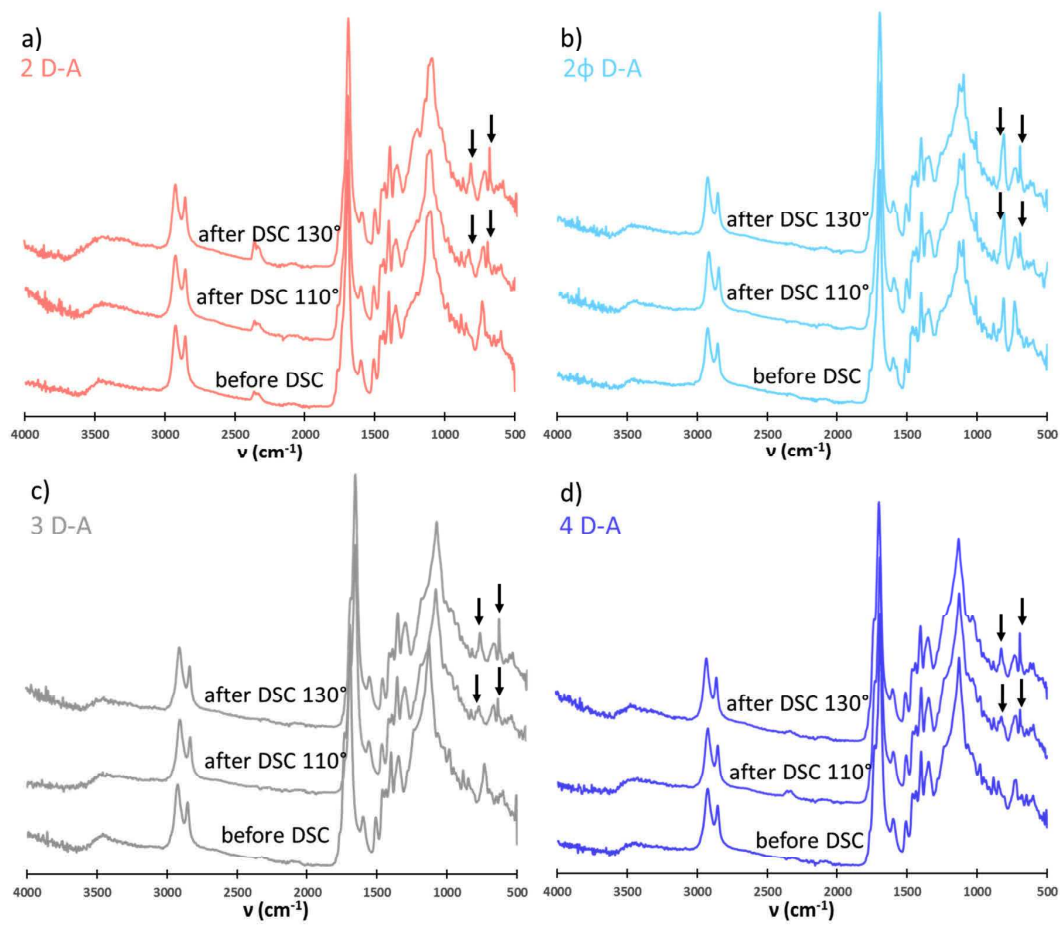 a)
2 D-A
after DSC 130°
after DSC 110°
before DSC
4000 3500 3000 2500 2000 1500 1000 500
ν (cm⁻¹)
b)
2ϕ D-A
after DSC 130°
after DSC 110°
before DSC
4000 3500 3000 2500 2000 1500 1000 500
ν (cm⁻¹)
c)
3 D-A
after DSC 130°
after DSC 110°
before DSC
4000 3500 3000 2500 2000 1500 1000 500
ν (cm⁻¹)
d)
4 D-A
after DSC 130°
after DSC 110°
before DSC
4000 3500 3000 2500 2000 1500 1000 500
ν (cm⁻¹)